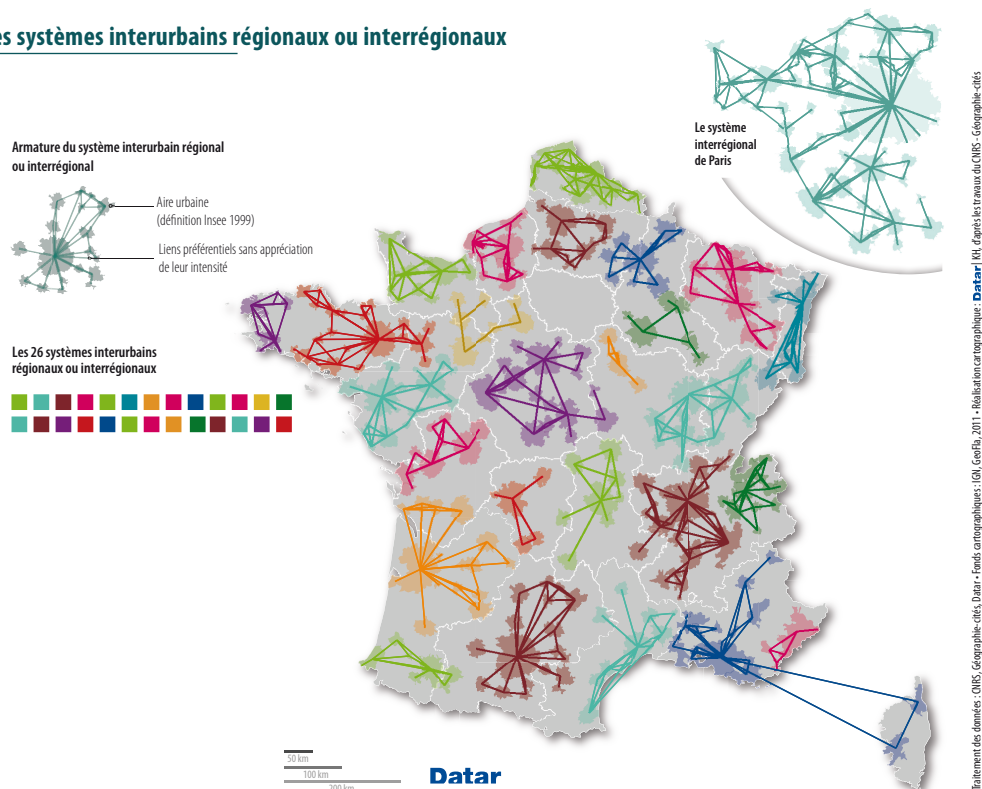 es systèmes interurbains régionaux ou interrégionaux
Le système
interrégional
de Paris
Armature du système interurbain régional
ou interrégional
Aire urbaine
(définition Insee 1999)
Liens préférentiels sans appréciation
de leur intensité
Les 26 systèmes interurbains
régionaux ou interrégionaux
50 km
100 km
200 km
Datar
Traitement des données : CNRS, Géographie-cités, Datar • Fonds cartographiques : IGN, GeoFla, 2011 • Réalisation cartographique : Datar | KH, d'après les travaux du CNRS - Géographie-cités